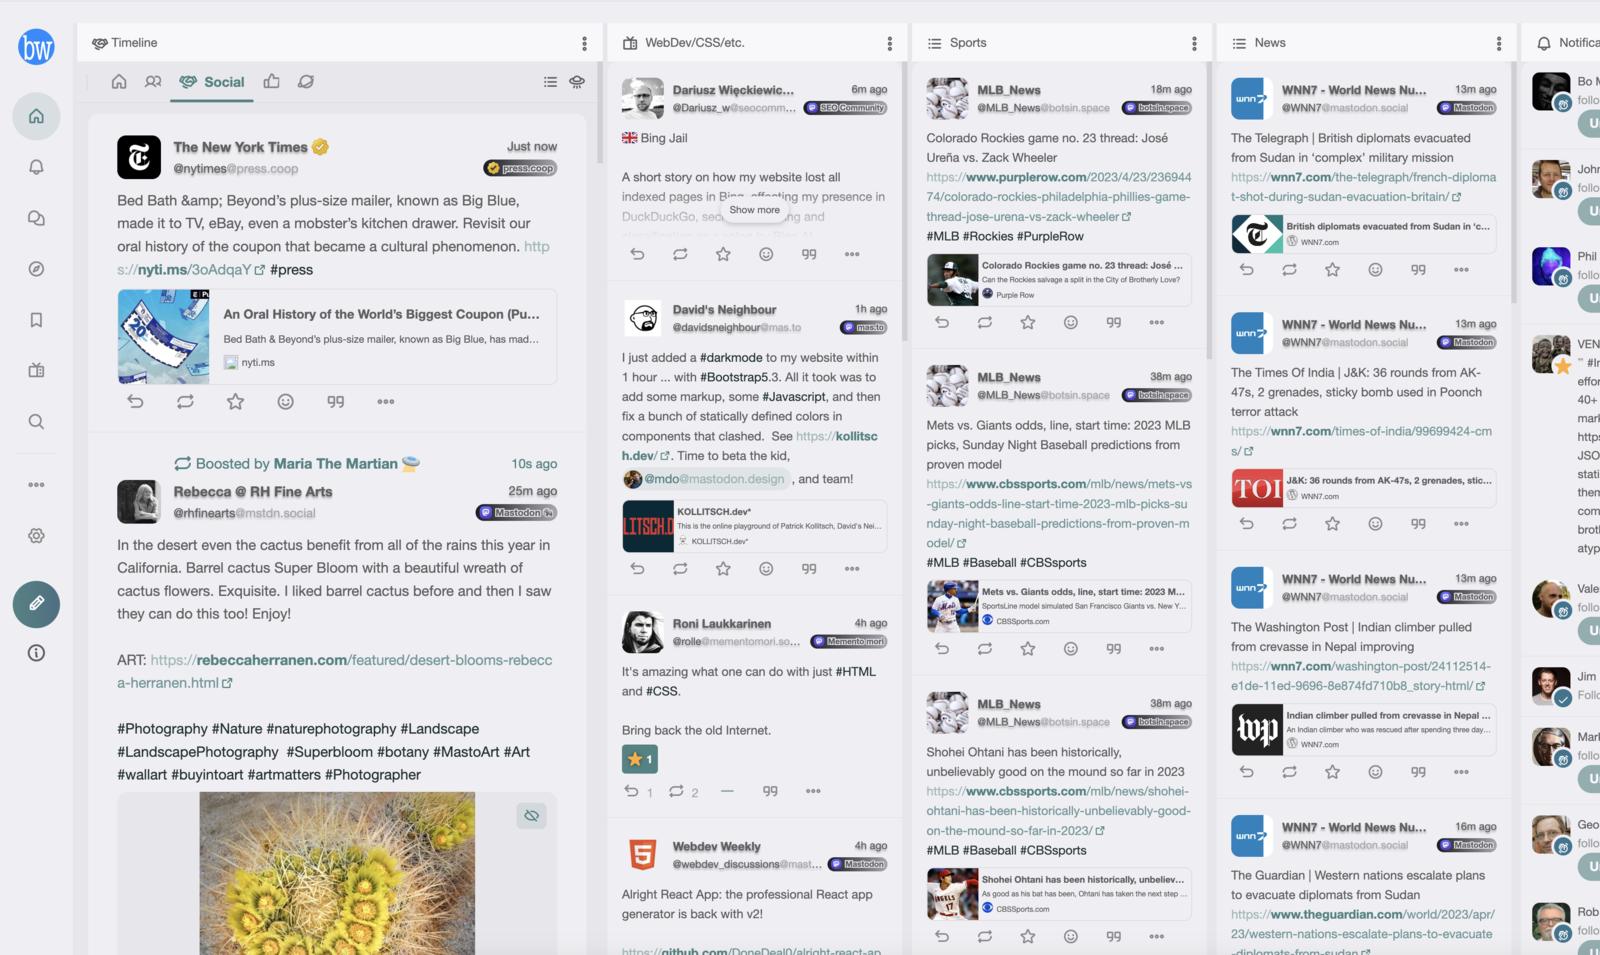 bw
Timeline
Social
The New York Times
Just now
@nytimes@press.coop
press.coop
Bed Bath &amp; Beyond's plus-size mailer, known as Big Blue,
made it to TV, eBay, even a mobster's kitchen drawer. Revisit our
oral history of the coupon that became a cultural phenomenon. http
s://nyti.ms/3oAdqaY #press
An Oral History of the World's Biggest Coupon (Pu...
Bed Bath & Beyond's plus-size mailer, known as Big Blue, has mad...
nyti.ms
Boosted by Maria The Martian
10s ago
Rebecca @ RH Fine Arts
25m ago
@rhfinearts@mstdn.social
Mastodon
In the desert even the cactus benefit from all of the rains this year in
California. Barrel cactus Super Bloom with a beautiful wreath of
cactus flowers. Exquisite. I liked barrel cactus before and then I saw
they can do this too! Enjoy!
ART: https://rebeccaherranen.com/featured/desert-blooms-rebecc
a-herranen.html
#Photography #Nature #naturephotography #Landscape
#LandscapePhotography #Superbloom #botany #MastoArt #Art
#wallart #buyintoart #artmatters #Photographer
WebDev/CSS/etc.
Dariusz Więckiewic...
6m ago
@Dariusz_w@seocomm...
SEO Community
Bing Jail
A short story on how my website lost all
indexed pages in Bing, effecting my presence in
DuckDuckGo,
Show more
David's Neighbour
1h ago
@davidsneighbour@mas.to
mas.to
I just added a #darkmode to my website within
1 hour ... with #Bootstrap5.3. All it took was to
add some markup, some #Javascript, and then
fix a bunch of statically defined colors in
components that clashed. See https://kollitsc
h.dev/. Time to beta the kid,
@mdo@mastodon.design , and team!
LITSCH.D
KOLLITSCH.dev*
This is the online playground of Patrick Kollitsch, David's Nei...
KOLLITSCH.dev*
Roni Laukkarinen
4h ago
@rolle@mementomori.so...
Memento mori
It's amazing what one can do with just #HTML
and #CSS.
Bring back the old Internet.
1
1
2
Webdev Weekly
4h ago
@webdev_discussions@mast...
Mastodon
Alright React App: the professional React app
generator is back with v2!
https://github.com/DoneDeal0/alright-react-ap
Sports
MLB_News
18m ago
@MLB_News@botsin.space
botsin.space
Colorado Rockies game no. 23 thread: José
Ureña vs. Zack Wheeler
https://www.purplerow.com/2023/4/23/236944
74/colorado-rockies-philadelphia-phillies-game-
thread-jose-urena-vs-zack-wheeler
#MLB #Rockies #PurpleRow
Colorado Rockies game no. 23 thread: José ...
Can the Rockies salvage a split in the City of Brotherly Love?
Purple Row
MLB_News
38m ago
@MLB_News@botsin.space
botsin.space
Mets vs. Giants odds, line, start time: 2023 MLB
picks, Sunday Night Baseball predictions from
proven model
https://www.cbssports.com/mlb/news/mets-vs
-giants-odds-line-start-time-2023-mlb-picks-su
nday-night-baseball-predictions-from-proven-m
odel/
#MLB #Baseball #CBSsports
Mets vs. Giants odds, line, start time: 2023 M...
SportsLine model simulated San Francisco Giants vs. New Y...
CBSSports.com
MLB_News
38m ago
@MLB_News@botsin.space
botsin.space
Shohei Ohtani has been historically,
unbelievably good on the mound so far in 2023
https://www.cbssports.com/mlb/news/shohei-
ohtani-has-been-historically-unbelievably-good-
on-the-mound-so-far-in-2023/
#MLB #Baseball #CBSsports
Shohei Ohtani has been historically, unbeliev...
As good as his bat has been, Ohtani has taken the next step ...
CBSSports.com
News
wnn7
WNN7 - World News Nu...
13m ago
@WNN7@mastodon.social
Mastodon
The Telegraph | British diplomats evacuated
from Sudan in ‘complex’ military mission
https://wnn7.com/the-telegraph/french-diploma
t-shot-during-sudan-evacuation-britain/
British diplomats evacuated from Sudan in ‘c...
WNN7.com
wnn7
WNN7 - World News Nu...
13m ago
@WNN7@mastodon.social
Mastodon
The Times Of India | J&K: 36 rounds from AK-
47s, 2 grenades, sticky bomb used in Poonch
terror attack
https://wnn7.com/times-of-india/99699424-cm
s/
TOI
J&K: 36 rounds from AK-47s, 2 grenades, stic...
WNN7.com
wnn7
WNN7 - World News Nu...
13m ago
@WNN7@mastodon.social
Mastodon
The Washington Post | Indian climber pulled
from crevasse in Nepal improving
https://wnn7.com/washington-post/24112514-
e1de-11ed-9696-8e874fd710b8_story-html/
wp
Indian climber pulled from crevasse in Nepal ...
An Indian climber who was rescued after spending three day...
WNN7.com
wnn7
WNN7 - World News Nu...
16m ago
@WNN7@mastodon.social
Mastodon
The Guardian | Western nations escalate plans
to evacuate diplomats from Sudan
https://www.theguardian.com/world/2023/apr/
23/western-nations-escalate-plans-to-evacuate
-diplomats-from-sudan
Notifica
Bo M
follo
John
follo
Phil
follo
VEN
" #In
effor
40+
mark
https
JSO
stati
them
com
broth
atyp
Vale
follo
Jim
Follo
Mark
follo
Geo
follo
Rob
follo